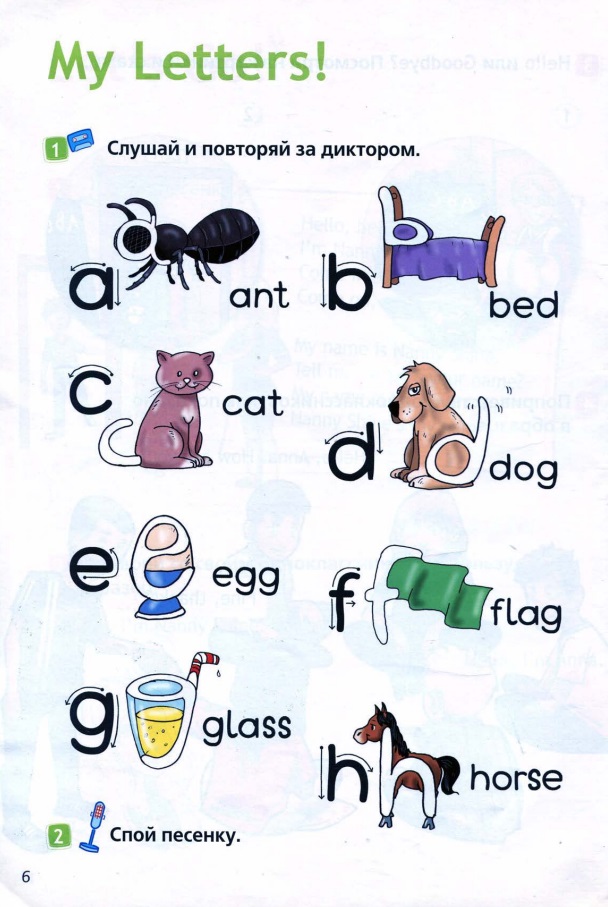 My Letters!
1 Слушай и повторяй за диктором.
a ant
b bed
c cat
d dog
e egg
f flag
g glass
h horse
2 Спой песенку.
6